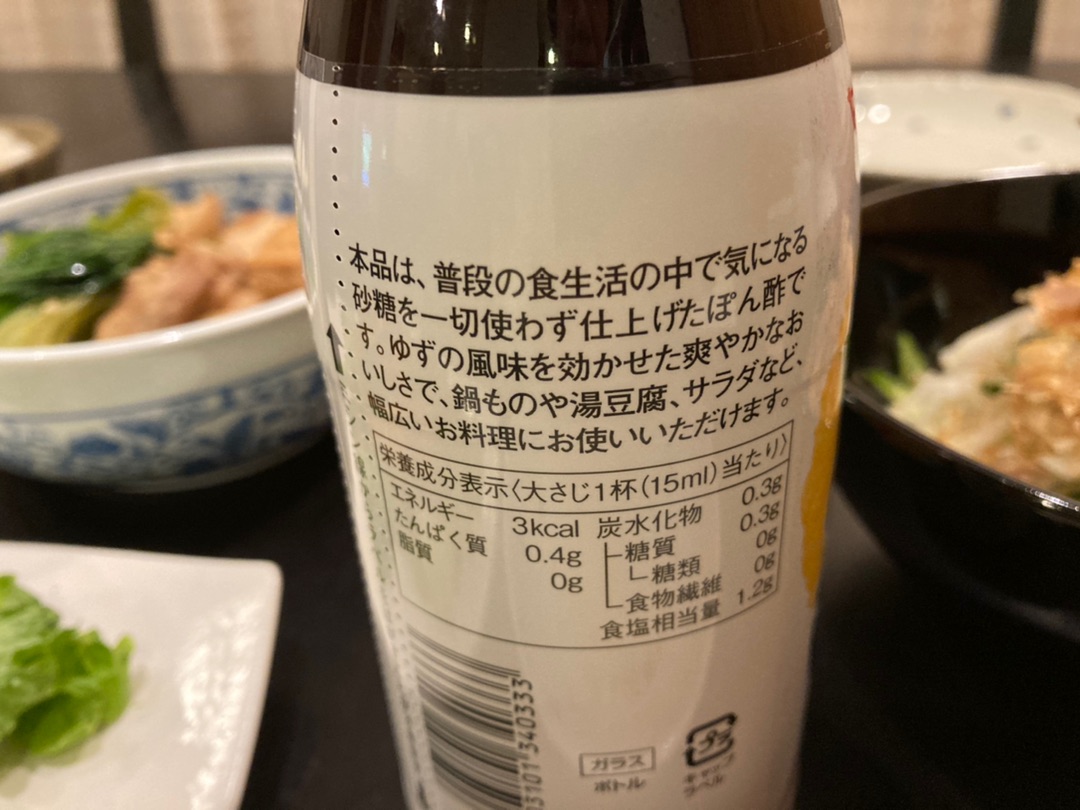 本品は、普段の食生活の中で気になる
砂糖を一切使わず仕上げたぽん酢で
す。ゆずの風味を効かせた爽やかなお
いしさで、鍋ものや湯豆腐、サラダなど、
幅広いお料理にお使いいただけます。
栄養成分表示〈大さじ1杯(15ml)当たり〉
エネルギー 3kcal
たんぱく質 0.4g
脂質 0g
炭水化物 0.3g
糖質 0.3g
糖類 0g
食物繊維 0g
食塩相当量 1.2g
3101 340333
ガラス
ボトル
キャップ
ラベル